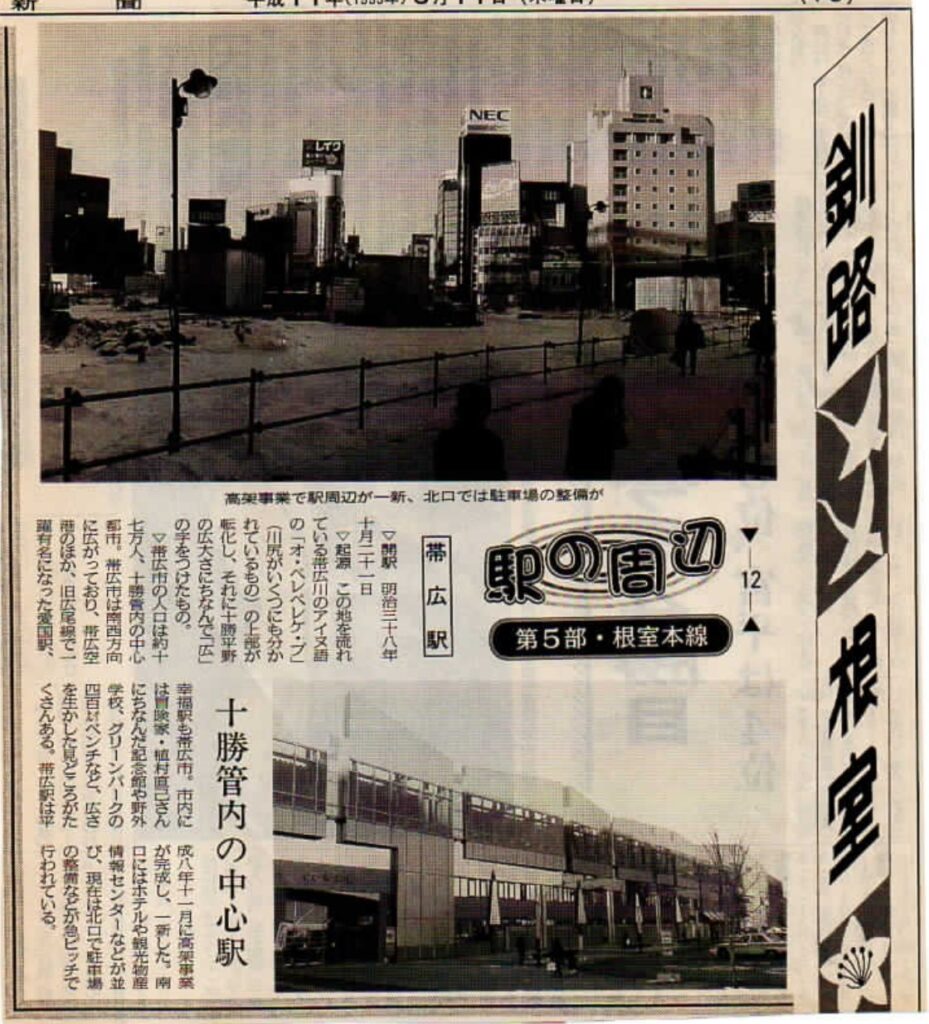 新聞
平成11年(1999年)
釧路
根室
レイク
NEC
高架事業で駅周辺が一新、北口では駐車場の整備が
駅の周辺
▼12▲
第5部・根室本線
帯広駅
▽開駅 明治三十八年
十月二十一日
▽起源 この地を流れ
ている帯広川のアイヌ語
の「オ・ペレペレケ・プ」
(川尻がいくつにも分か
れているもの)の上部が
転化し、それに十勝平野
の広大さにちなんで「広」
の字をつけたもの。
▽帯広市の人口は約十
七万人、十勝管内の中心
都市。帯広市は南西方向
に広がっており、帯広空
港のほか、旧広尾線で一
躍有名になった愛国駅、
十勝管内の中心駅
幸福駅も帯広市。市内に
は冒険家・植村直己さん
にちなんだ記念館や野外
学校、グリーンパークの
四百㍍ベンチなど、広さ
を生かした見どころがた
くさんある。帯広駅は平
成八年十一月に高架事業
が完成し、一新した。南
口にはホテルや観光物産
情報センターなどが並
び、現在は北口で駐車場
の整備などが急ピッチで
行われている。